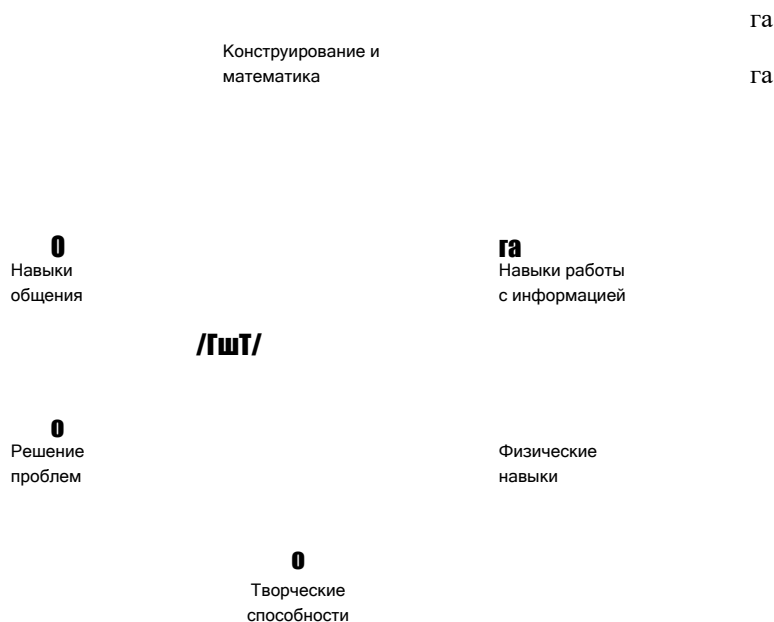 га
Конструирование и
математика
га
0 га
Навыки Навыки работы
общения с информацией
/ГшТ/
0
Решение Физические
проблем навыки
0
Творческие
способности